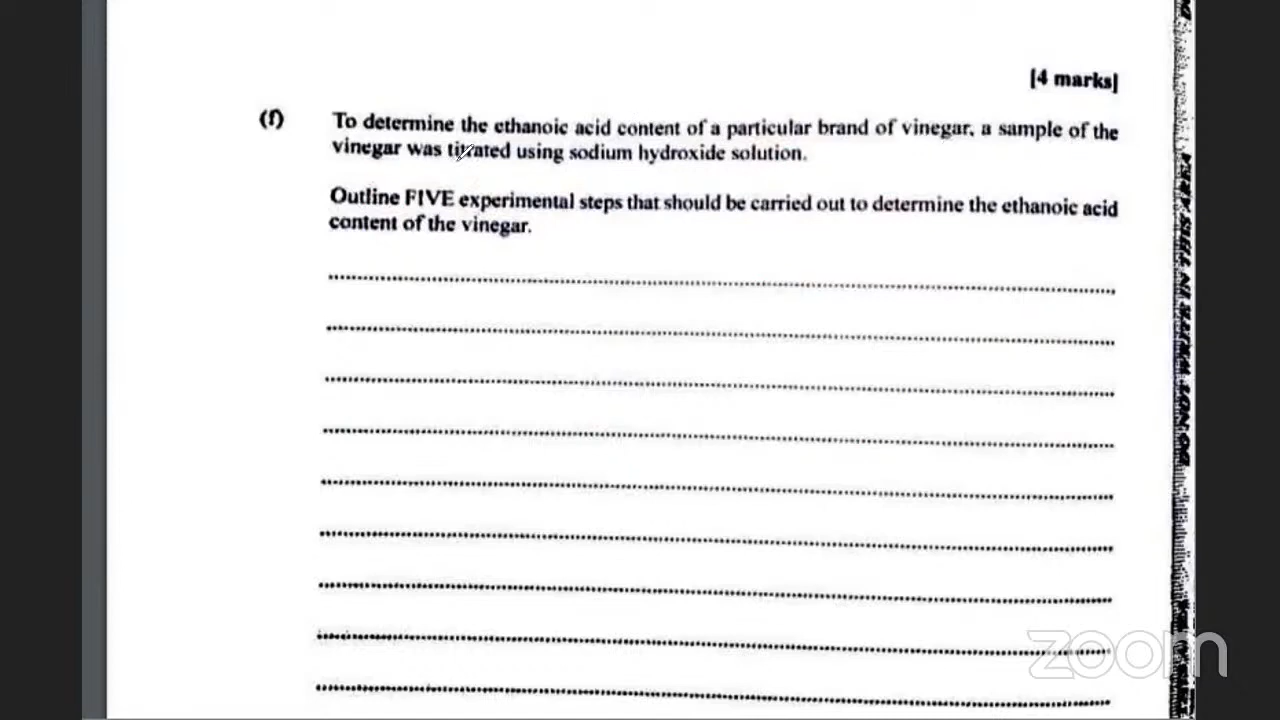 [4 marks]
(f) To determine the ethanoic acid content of a particular brand of vinegar, a sample of the
vinegar was titrated using sodium hydroxide solution.
Outline FIVE experimental steps that should be carried out to determine the ethanoic acid
content of the vinegar.
zoom